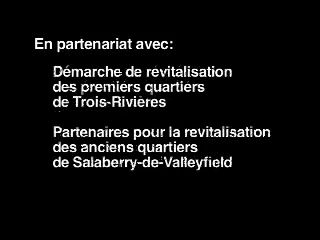 En partenariat avec:
Démarche de revitalisation
des premiers quartiers
de Trois-Rivières
Partenaires pour la revitalisation
des anciens quartiers
de Salaberry-de-Valleyfield